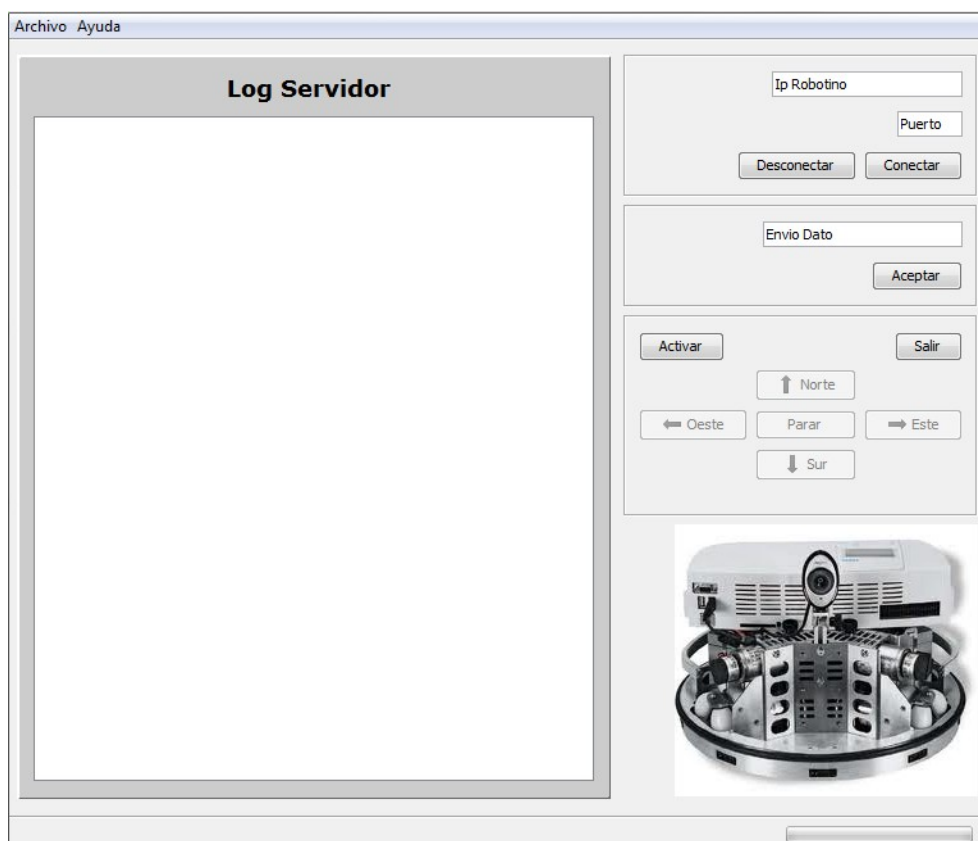 Archivo Ayuda
Log Servidor
Ip Robotino
Puerto
Desconectar Conectar
Envio Dato
Aceptar
Activar Salir
Norte
Oeste Parar Este
Sur